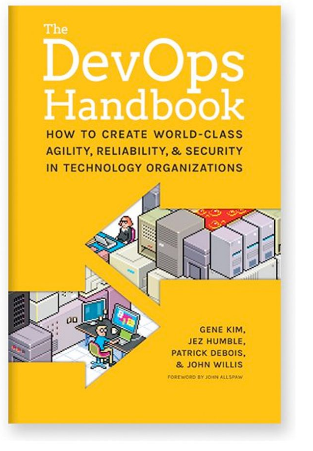 The
DevOps
Handbook
HOW TO CREATE WORLD-CLASS
AGILITY, RELIABILITY, & SECURITY
IN TECHNOLOGY ORGANIZATIONS
GENE KIM,
JEZ HUMBLE,
PATRICK DEBOIS,
& JOHN WILLIS
FOREWORD BY JOHN ALLSPAW